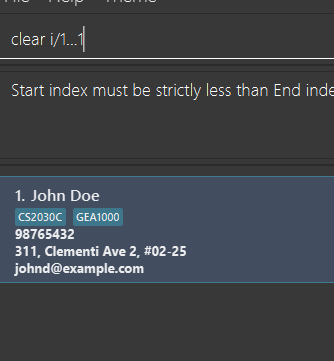 File Help Theme
clear i/1...1
Start index must be strictly less than End inde
1. John Doe
CS2030C GEA1000
98765432
311, Clementi Ave 2, #02-25
johnd@example.com